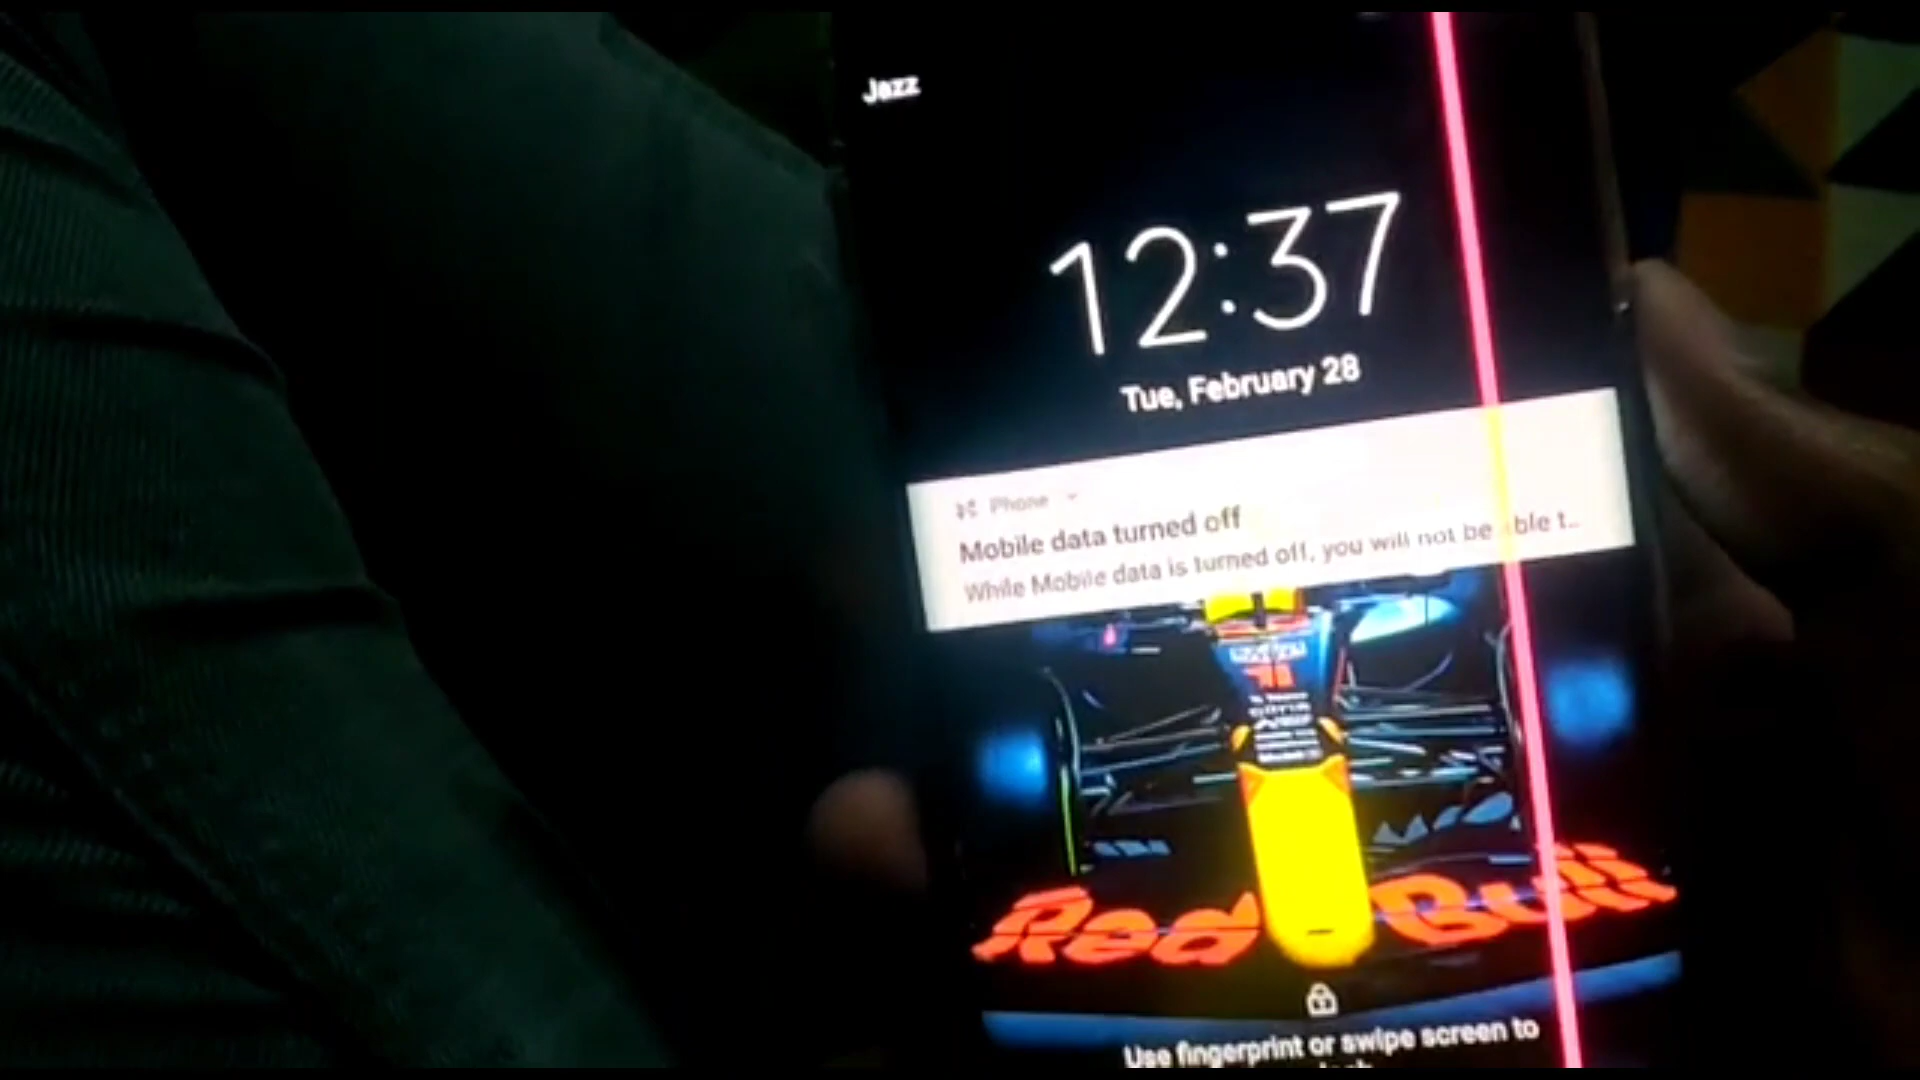 Jazz
12:37
Tue, February 28
Phone
Mobile data turned off
While Mobile data is turned off, you will not be ble t...
Red Bull
Use fingerprint or swipe screen to